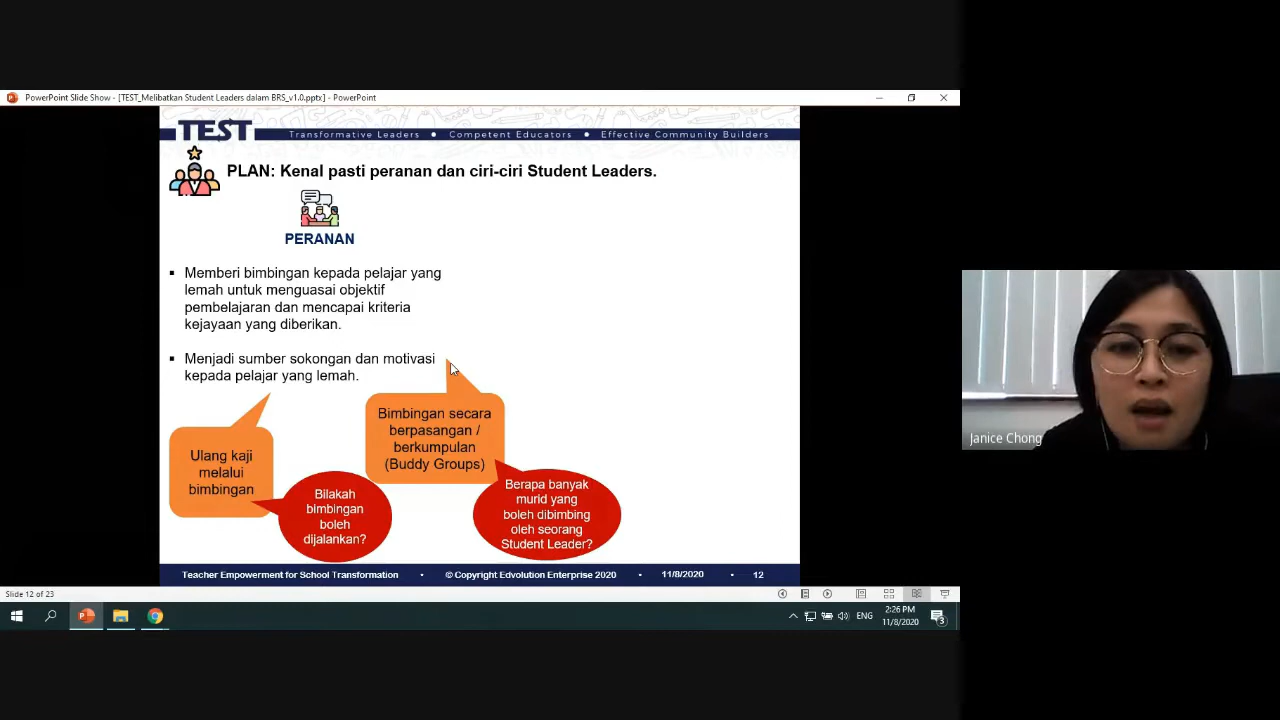 PowerPoint Slide Show - [TEST_Melibatkan Student Leaders dalam BRS_v1.0.pptx] - PowerPoint
TEST
Transformative Leaders • Competent Educators • Effective Community Builders
PLAN: Kenal pasti peranan dan ciri-ciri Student Leaders.
PERANAN
▪ Memberi bimbingan kepada pelajar yang
lemah untuk menguasai objektif
pembelajaran dan mencapai kriteria
kejayaan yang diberikan.
▪ Menjadi sumber sokongan dan motivasi
kepada pelajar yang lemah.
Ulang kaji
melalui
bimbingan
Bilakah
bimbingan
boleh
dijalankan?
Bimbingan secara
berpasangan /
berkumpulan
(Buddy Groups)
Berapa banyak
murid yang
boleh dibimbing
oleh seorang
Student Leader?
Teacher Empowerment for School Transformation • © Copyright Edvolution Enterprise 2020 • 11/8/2020 • 12
Slide 12 of 23
ENG
2:26 PM
11/8/2020
3
Janice Chong